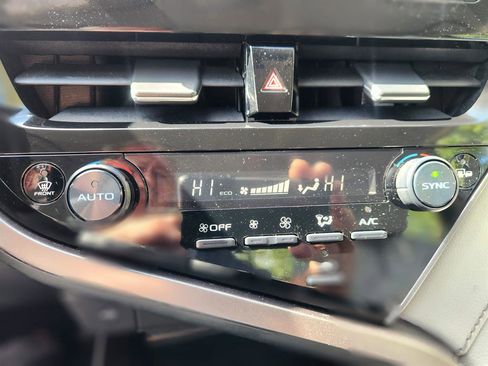 HI ECO HI
FRONT
AUTO
SYNC
OFF
A/C